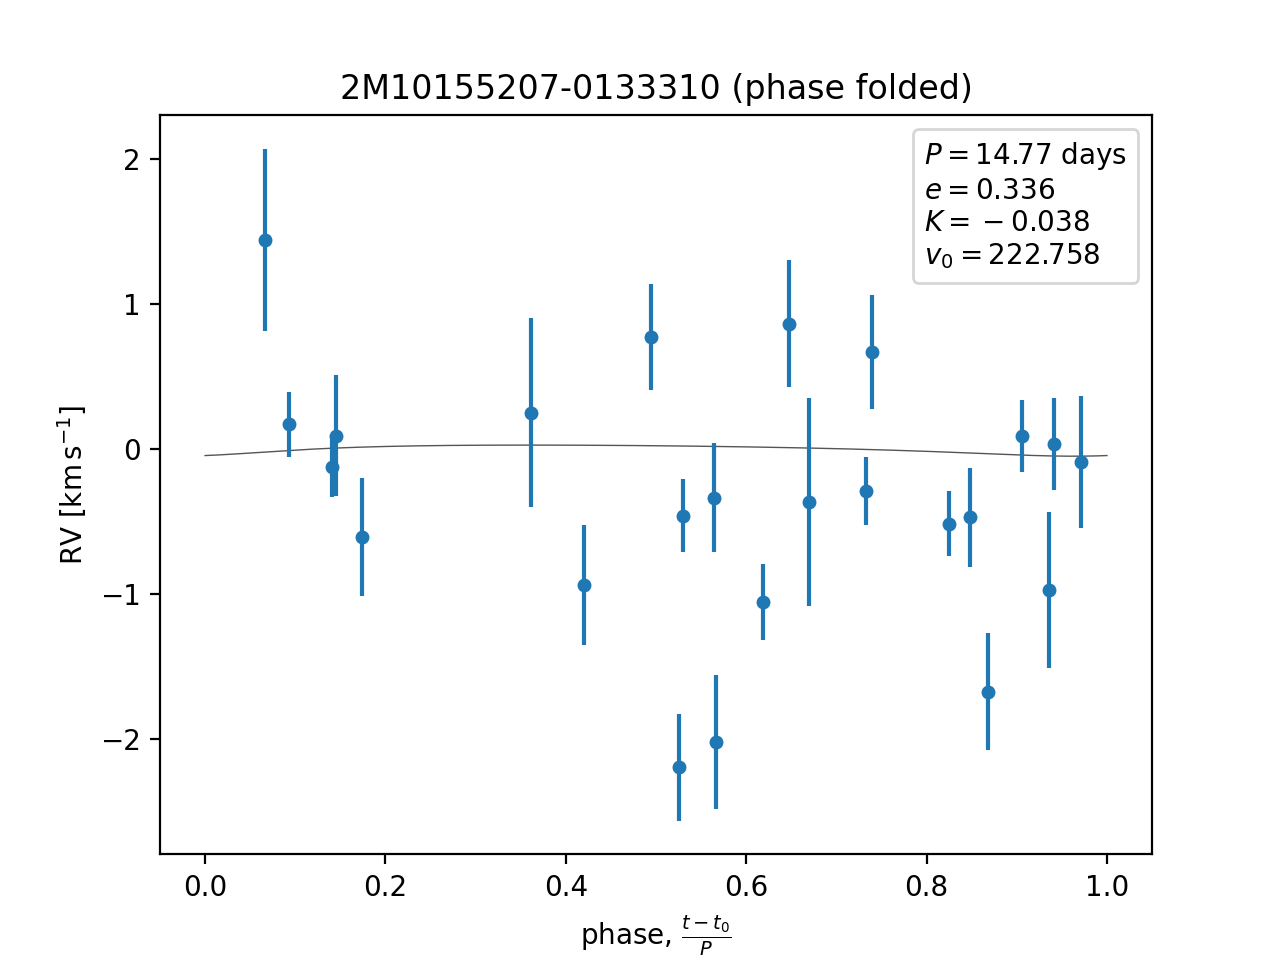 2M10155207-0133310 (phase folded)
P = 14.77 days
e = 0.336
K = −0.038
v₀ = 222.758
2
1
0
−1
−2
RV [km s⁻¹]
0.0 0.2 0.4 0.6 0.8 1.0
phase, (t − t₀)/P